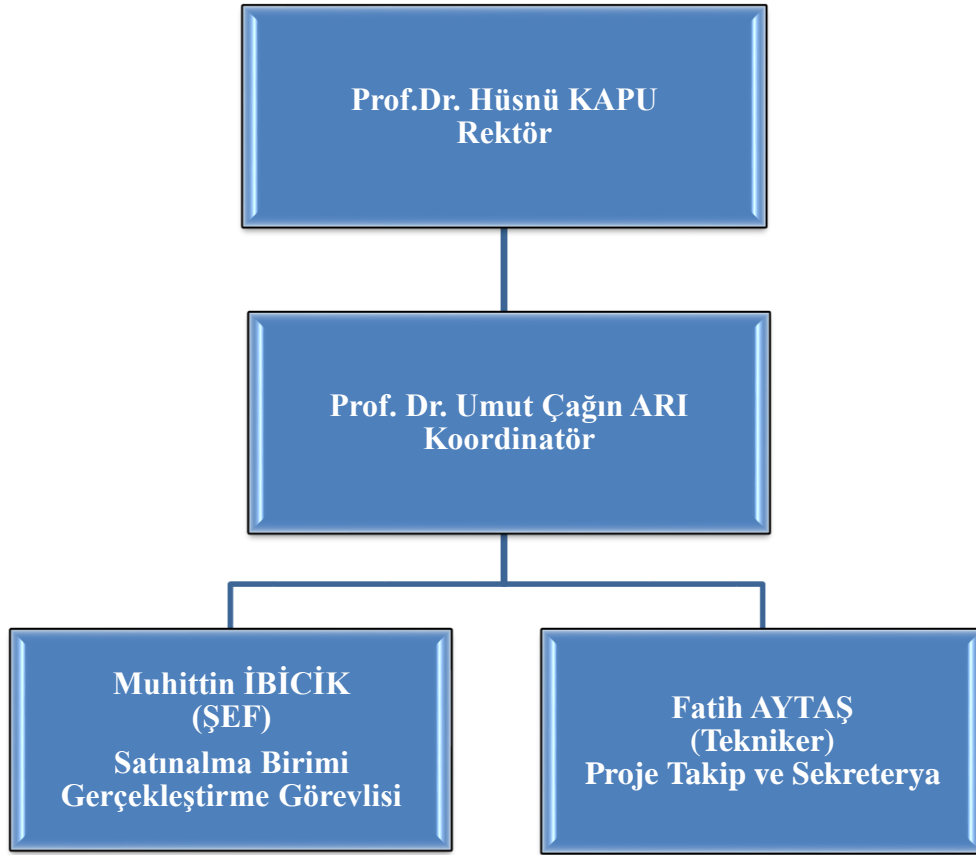 Prof.Dr. Hüsnü KAPU
Rektör
Prof. Dr. Umut Çağın ARI
Koordinatör
Muhittin İBİCİK
(ŞEF)
Satınalma Birimi
Gerçekleştirme Görevlisi
Fatih AYTAŞ
(Tekniker)
Proje Takip ve Sekreterya